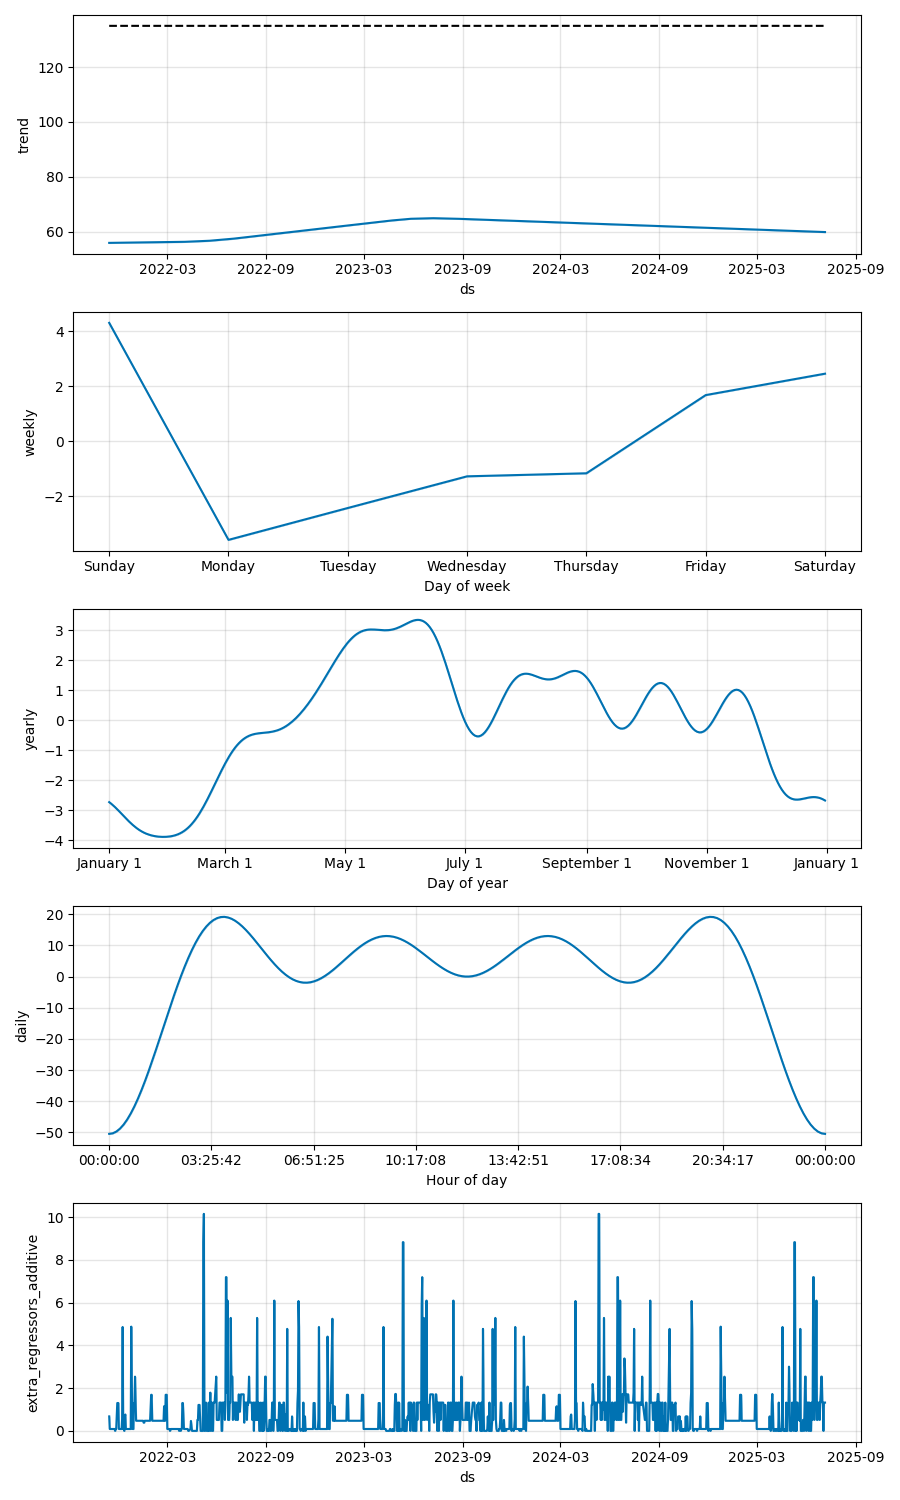 trend
120
100
80
60
2022-03 2022-09 2023-03 2023-09 2024-03 2024-09 2025-03 2025-09
ds
weekly
4
2
0
−2
Sunday Monday Tuesday Wednesday Thursday Friday Saturday
Day of week
yearly
3
2
1
0
−1
−2
−3
−4
January 1 March 1 May 1 July 1 September 1 November 1 January 1
Day of year
daily
20
10
0
−10
−20
−30
−40
−50
00:00:00 03:25:42 06:51:25 10:17:08 13:42:51 17:08:34 20:34:17 00:00:00
Hour of day
extra_regressors_additive
10
8
6
4
2
0
2022-03 2022-09 2023-03 2023-09 2024-03 2024-09 2025-03 2025-09
ds